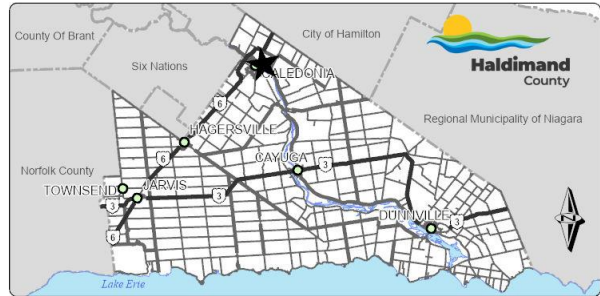 County Of Brant
City of Hamilton
Haldimand
County
Six Nations
CALEDONIA
6
Regional Municipality of Niagara
HAGERSVILLE
6
CAYUGA
3
Norfolk County
TOWNSEND
JARVIS
3
3
DUNNVILLE
3
6
Lake Erie
N